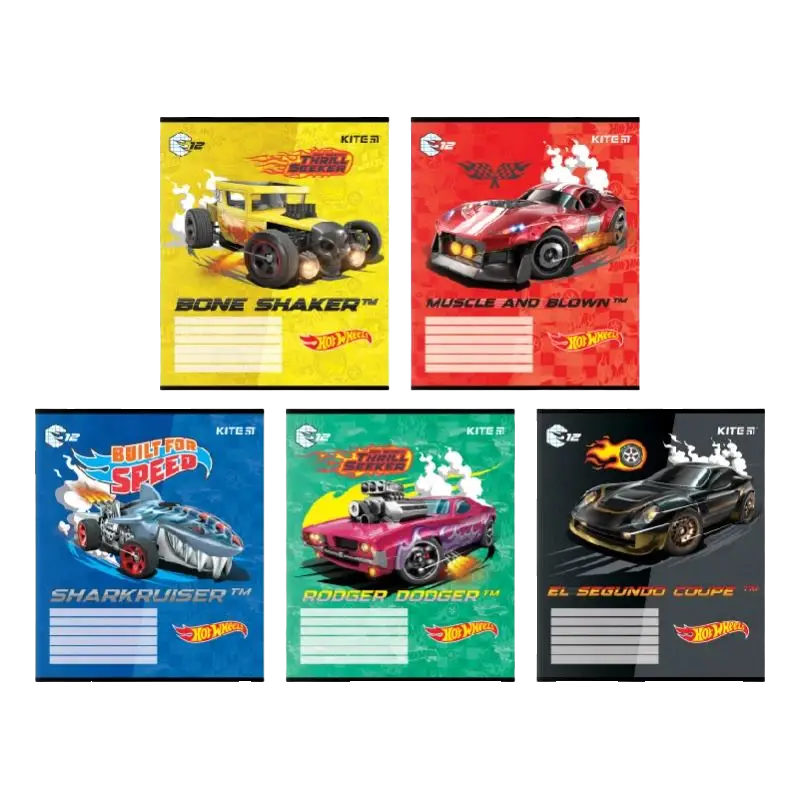 12 KITE
THRILL
SEEKER
BONE SHAKER™
HOT WHEELS
12 KITE
MUSCLE AND BLOWN™
HOT WHEELS
12 KITE
BUILT FOR
SPEED
SHARKRUISER™
HOT WHEELS
12 KITE
THRILL
SEEKER
RODGER DODGER™
HOT WHEELS
12 KITE
EL SEGUNDO COUPE™
HOT WHEELS